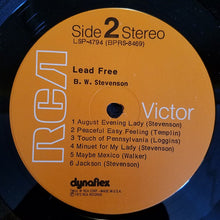 Side 2 Stereo
LSP-4794 (BPRS-8469)
Lead Free
B. W. Stevenson
RCA
Victor
1 August Evening Lady (Stevenson)
2 Peaceful Easy Feeling (Templin)
3 Touch of Pennsylvania (Loggins)
4 Minuet for My Lady (Stevenson)
5 Maybe Mexico (Walker)
6 Jackson (Stevenson)
dynaflex